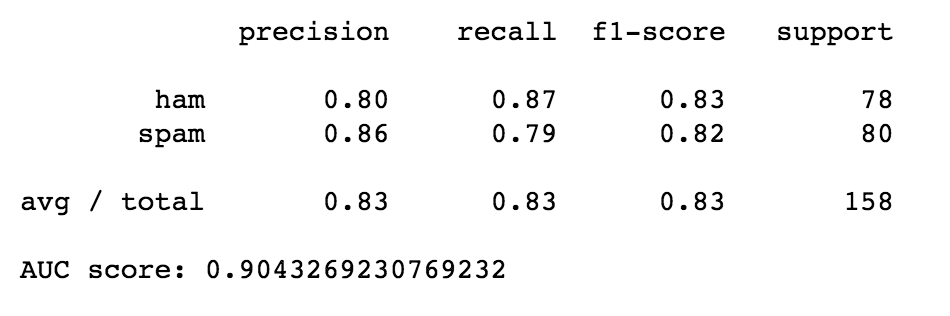 precision recall f1-score support
ham 0.80 0.87 0.83 78
spam 0.86 0.79 0.82 80
avg / total 0.83 0.83 0.83 158
AUC score: 0.9043269230769232